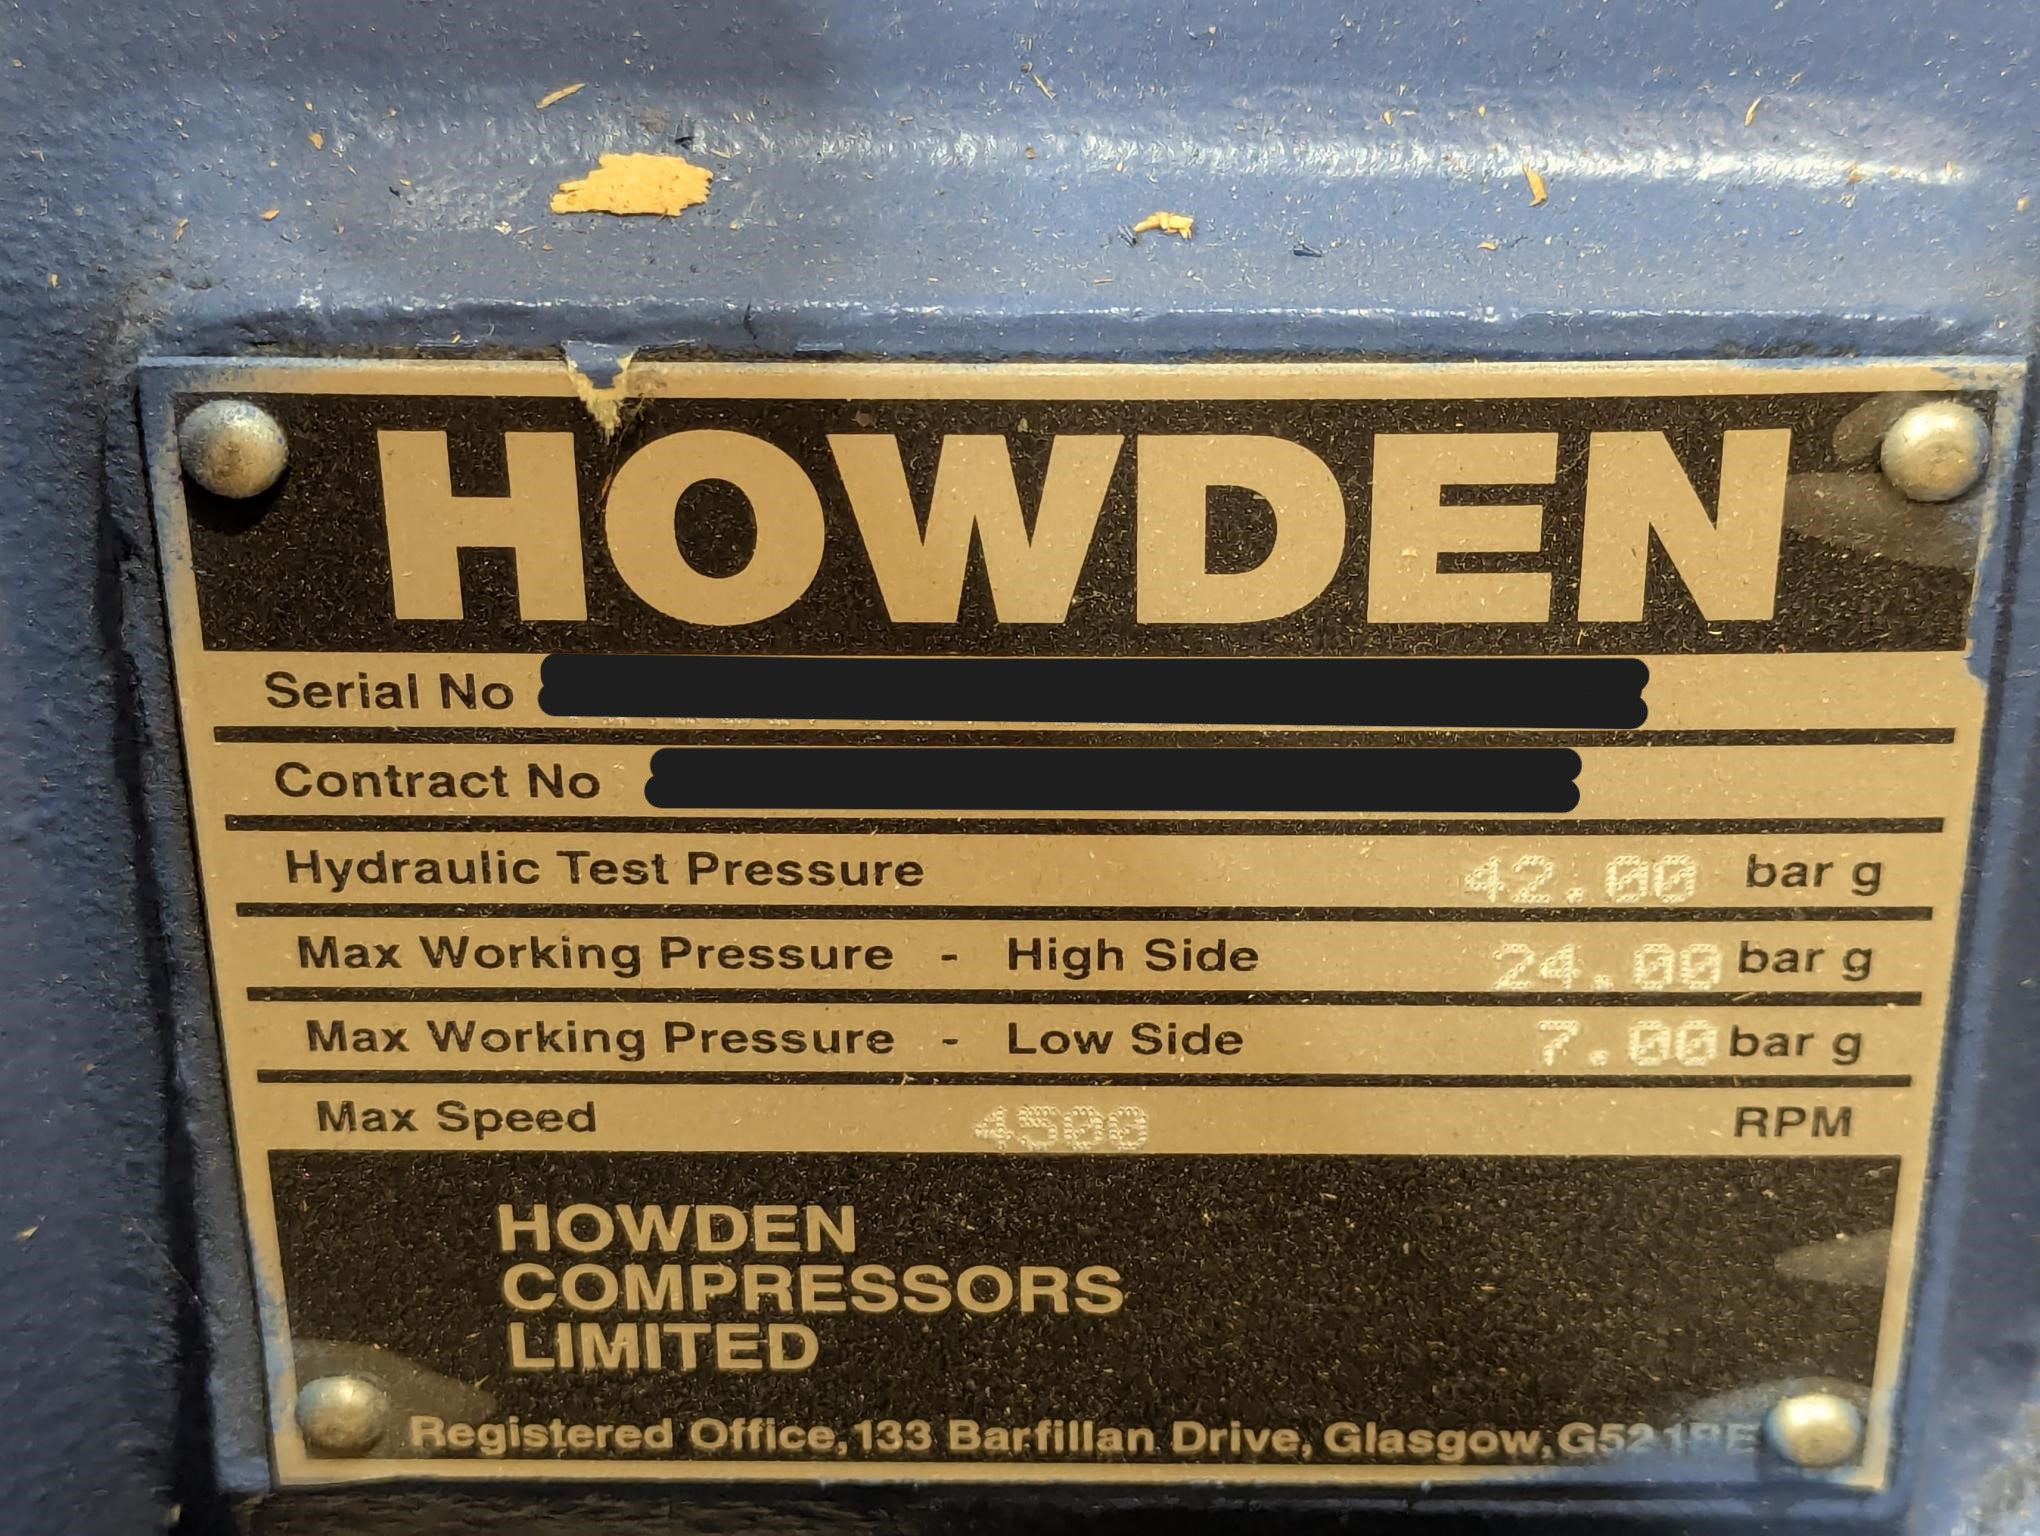 HOWDEN
Serial No
Contract No
Hydraulic Test Pressure 42.00 bar g
Max Working Pressure - High Side 24.00 bar g
Max Working Pressure - Low Side 7.00 bar g
Max Speed 4500 RPM
HOWDEN
COMPRESSORS
LIMITED
Registered Office, 133 Barfillan Drive, Glasgow, G52 1BE